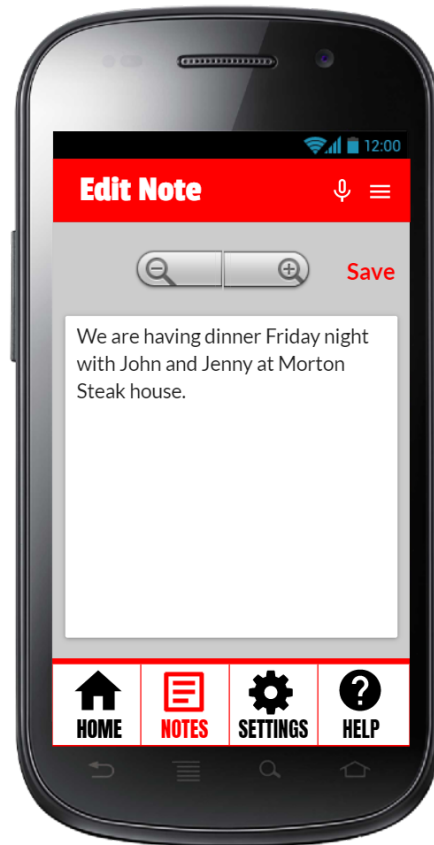 12:00
Edit Note
Save
We are having dinner Friday night
with John and Jenny at Morton
Steak house.
HOME NOTES SETTINGS HELP